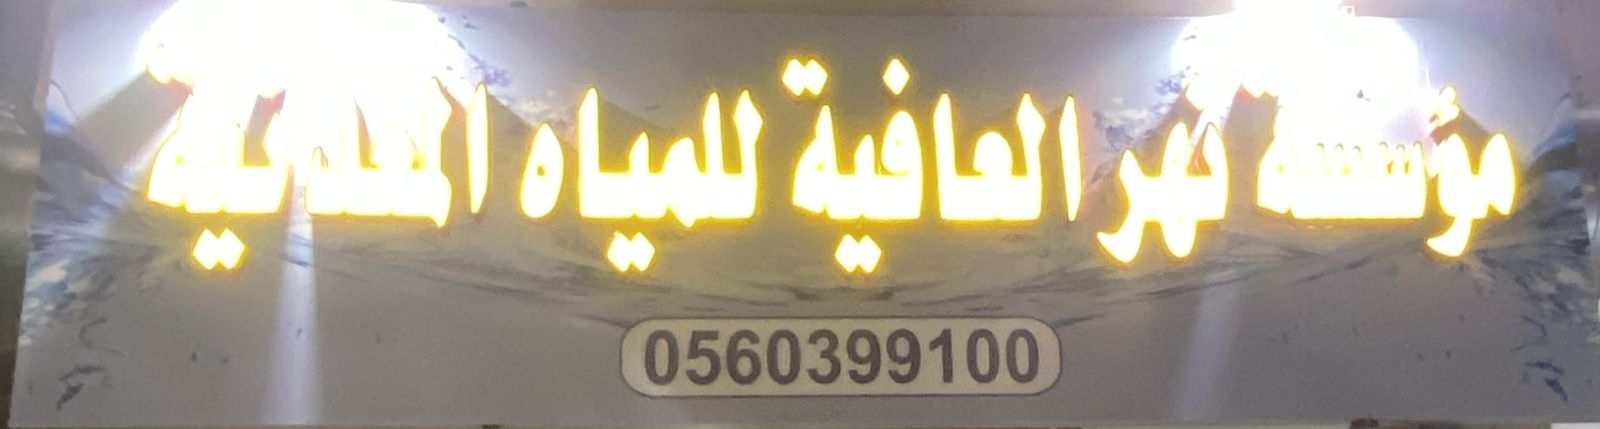 مؤسسة نهر العافية للمياه المعدنية
0560399100